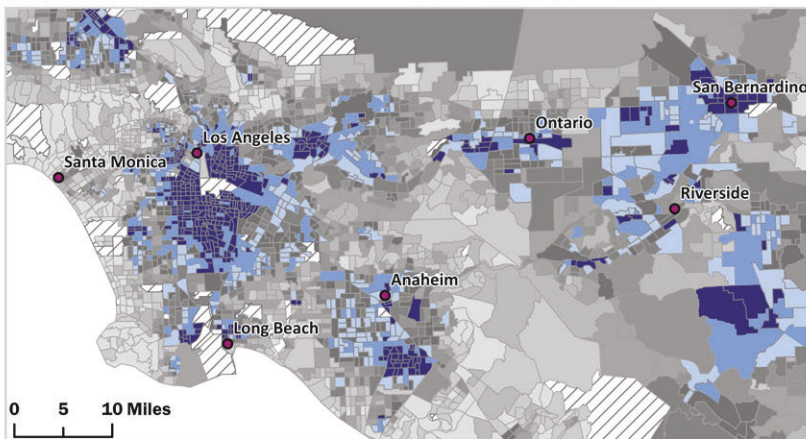 San Bernardino
Los Angeles
Ontario
Santa Monica
Riverside
Anaheim
Long Beach
0 5 10 Miles